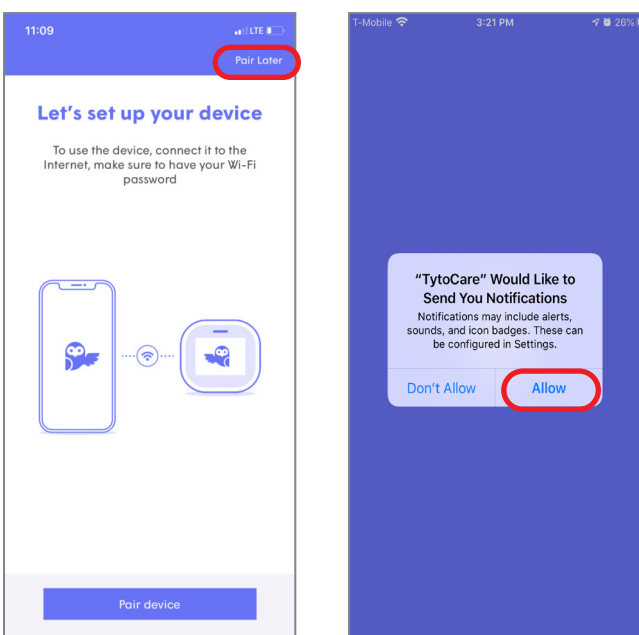 11:09
LTE
Pair Later
Let's set up your device
To use the device, connect it to the
Internet, make sure to have your Wi-Fi
password
Pair device
T-Mobile
3:21 PM
26%
"TytoCare" Would Like to
Send You Notifications
Notifications may include alerts,
sounds, and icon badges. These can
be configured in Settings.
Don't Allow
Allow